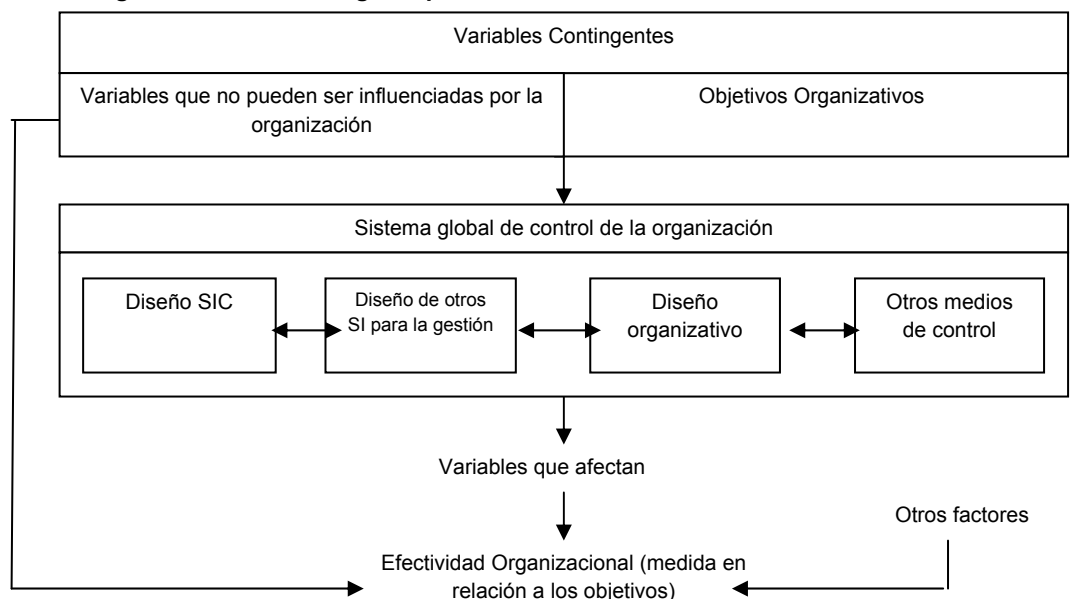 Variables Contingentes
Variables que no pueden ser influenciadas por la
organización
Objetivos Organizativos
Sistema global de control de la organización
Diseño SIC
Diseño de otros
SI para la gestión
Diseño
organizativo
Otros medios
de control
Variables que afectan
Otros factores
Efectividad Organizacional (medida en
relación a los objetivos)